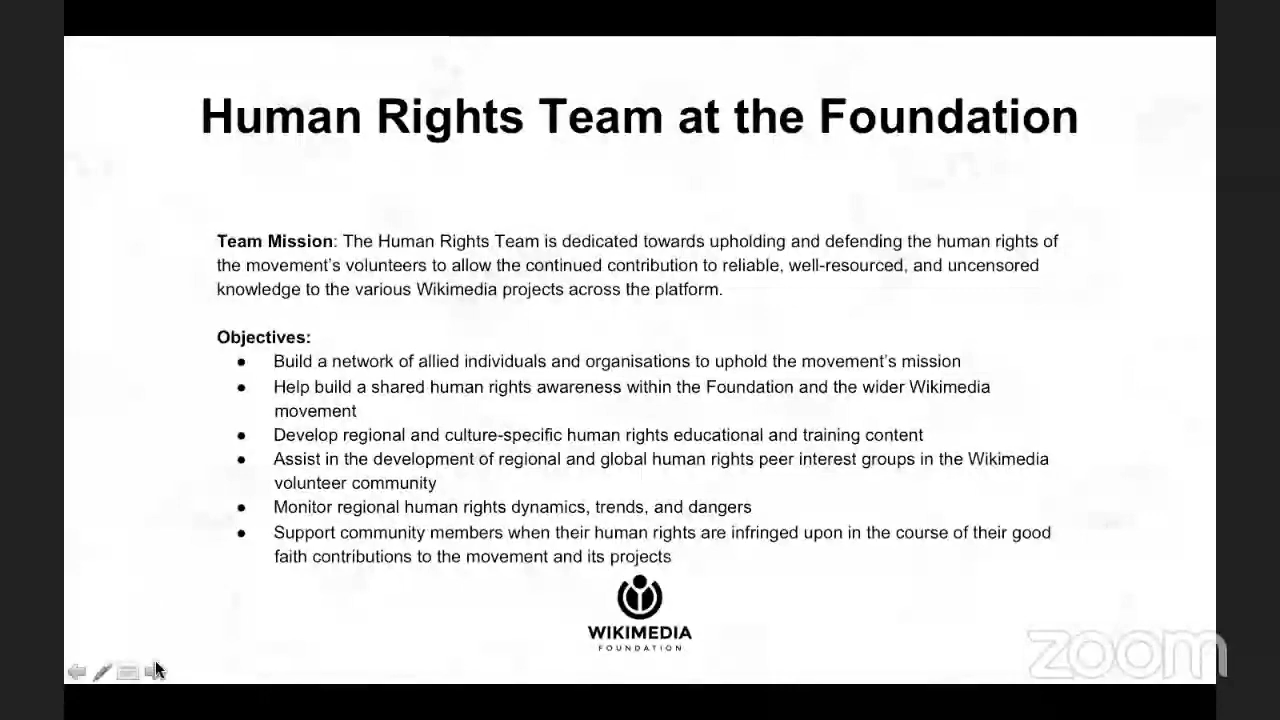 Human Rights Team at the Foundation
Team Mission: The Human Rights Team is dedicated towards upholding and defending the human rights of
the movement's volunteers to allow the continued contribution to reliable, well-resourced, and uncensored
knowledge to the various Wikimedia projects across the platform.
Objectives:
● Build a network of allied individuals and organisations to uphold the movement's mission
● Help build a shared human rights awareness within the Foundation and the wider Wikimedia
movement
● Develop regional and culture-specific human rights educational and training content
● Assist in the development of regional and global human rights peer interest groups in the Wikimedia
volunteer community
● Monitor regional human rights dynamics, trends, and dangers
● Support community members when their human rights are infringed upon in the course of their good
faith contributions to the movement and its projects
WIKIMEDIA
FOUNDATION
zoom